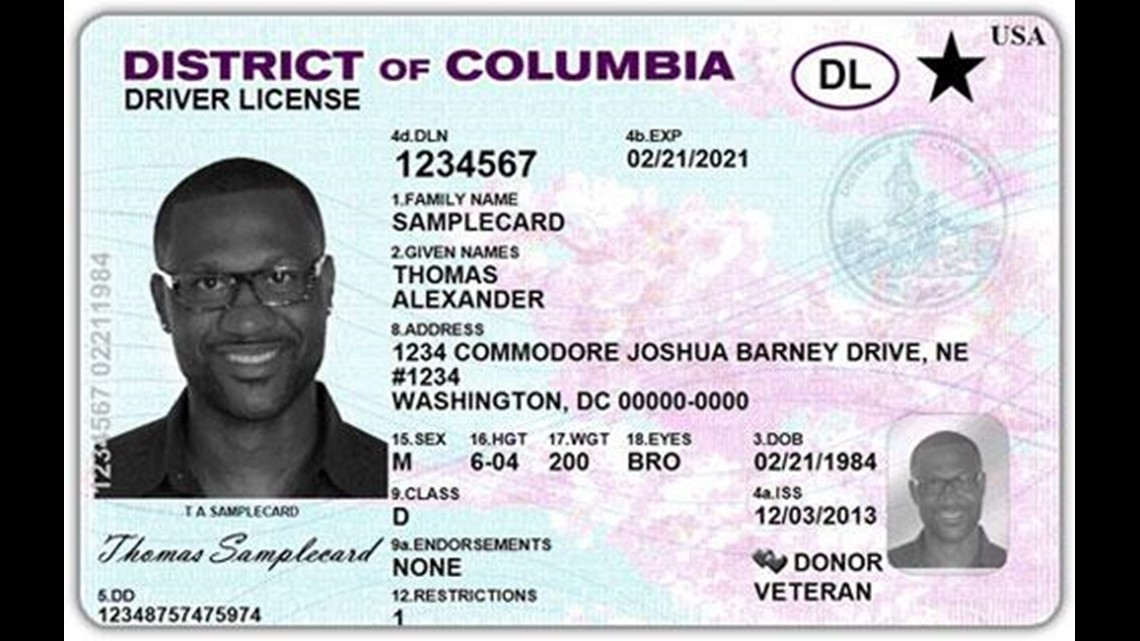 USA
DISTRICT OF COLUMBIA
DL
DRIVER LICENSE
4d.DLN 4b.EXP
1234567 02/21/2021
1.FAMILY NAME
SAMPLECARD
2.GIVEN NAMES
THOMAS
ALEXANDER
8.ADDRESS
1234 COMMODORE JOSHUA BARNEY DRIVE, NE
#1234
WASHINGTON, DC 00000-0000
15.SEX 16.HGT 17.WGT 18.EYES 3.DOB
M 6-04 200 BRO 02/21/1984
9.CLASS 4a.ISS
D 12/03/2013
9a.ENDORSEMENTS
NONE
DONOR
VETERAN
12.RESTRICTIONS
1
1234567 02211984
T A SAMPLECARD
Thomas Samplecard
5.DD
12348757475974